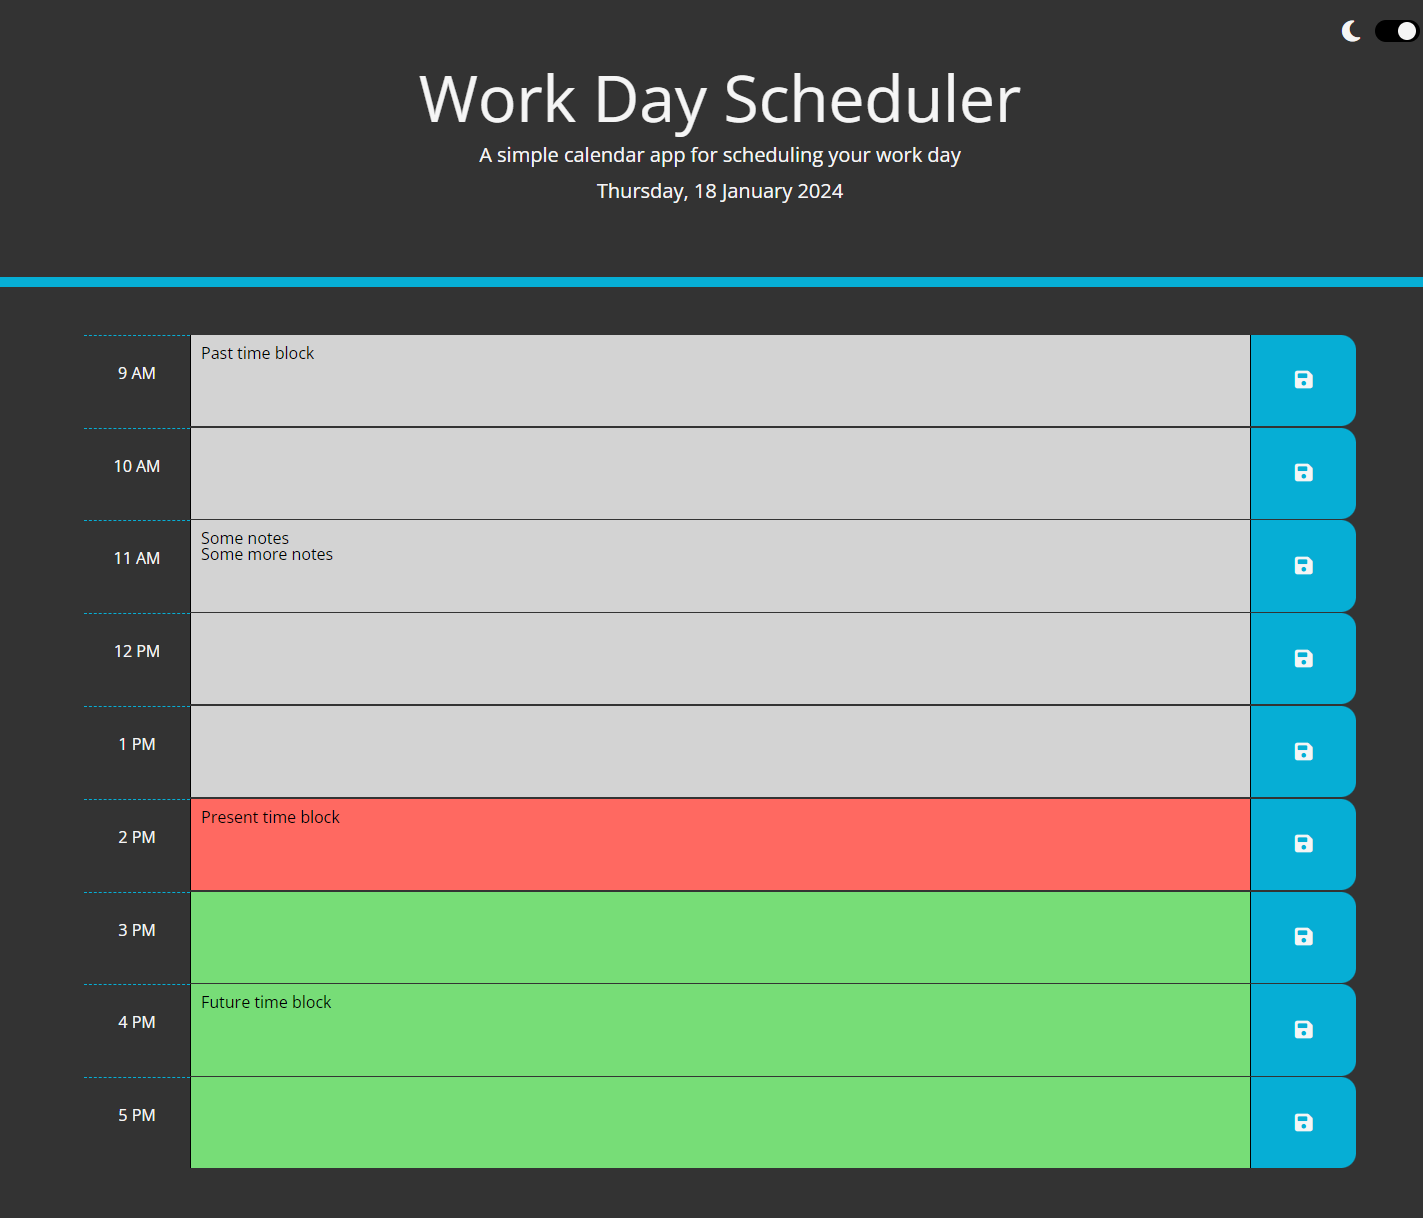 Work Day Scheduler
A simple calendar app for scheduling your work day
Thursday, 18 January 2024
9 AM
Past time block
10 AM
11 AM
Some notes
Some more notes
12 PM
1 PM
2 PM
Present time block
3 PM
4 PM
Future time block
5 PM